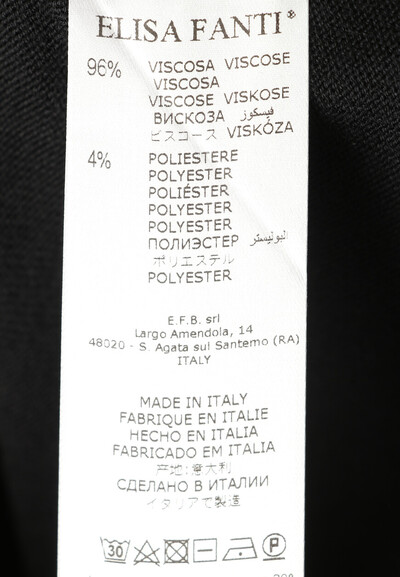 ELISA FANTI®
96% VISCOSA VISCOSE
VISCOSA
VISCOSE VISKOSE
ВИСКОЗА فيسكوز
ビスコース VISKÓZA
4% POLIESTERE
POLYESTER
POLIÉSTER
POLYESTER
POLYESTER
ПОЛИЭСТЕР البوليستر
ポリエステル
POLYESTER
E.F.B. srl
Largo Amendola, 14
48020 - S. Agata sul Santemo (RA)
ITALY
MADE IN ITALY
FABRIQUE EN ITALIE
HECHO EN ITALIA
FABRICADO EM ITALIA
产地:意大利
СДЕЛАНО В ИТАЛИИ
イタリアで製造
30 P